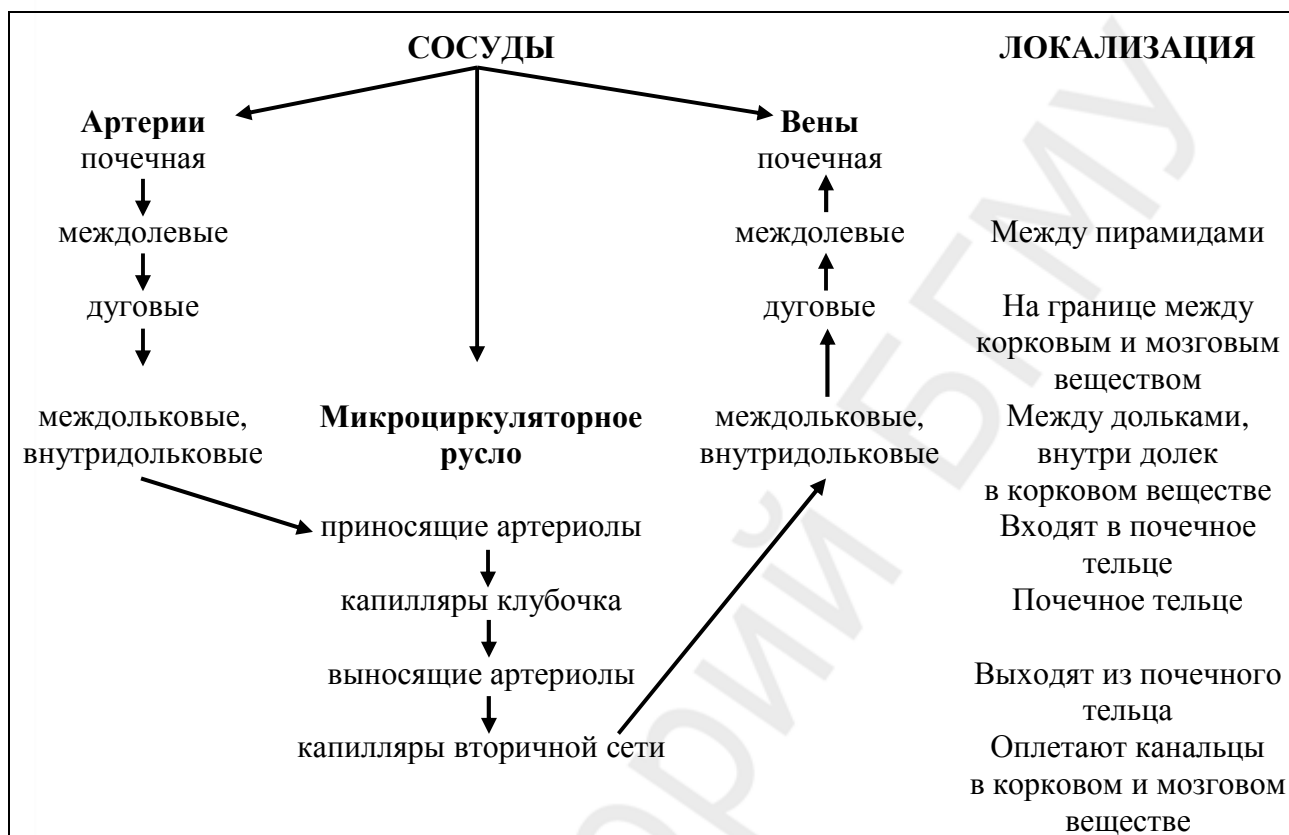 СОСУДЫ ЛОКАЛИЗАЦИЯ
Артерии Вены
почечная почечная
междолевые междолевые Между пирамидами
дуговые дуговые На границе между
корковым и мозговым
веществом
междольковые, Микроциркуляторное междольковые, Между дольками,
внутридольковые русло внутридольковые внутри долек
в корковом веществе
приносящие артериолы Входят в почечное
тельце
капилляры клубочка Почечное тельце
выносящие артериолы Выходят из почечного
тельца
капилляры вторичной сети Оплетают канальцы
в корковом и мозговом
веществе
БГМУ